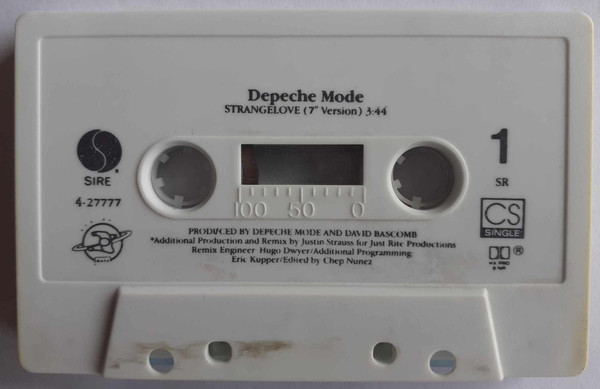 Depeche Mode
STRANGELOVE (7" Version) 3:44
1
SR
SIRE
4-27777
100 50 0
CS
SINGLE
PRODUCED BY DEPECHE MODE AND DAVID BASCOMB
*Additional Production and Remix by Justin Strauss for Just Rite Productions
Remix Engineer Hugo Dwyer/Additional Programming:
Eric Kupper/Edited by Chep Nunez
HX PRO